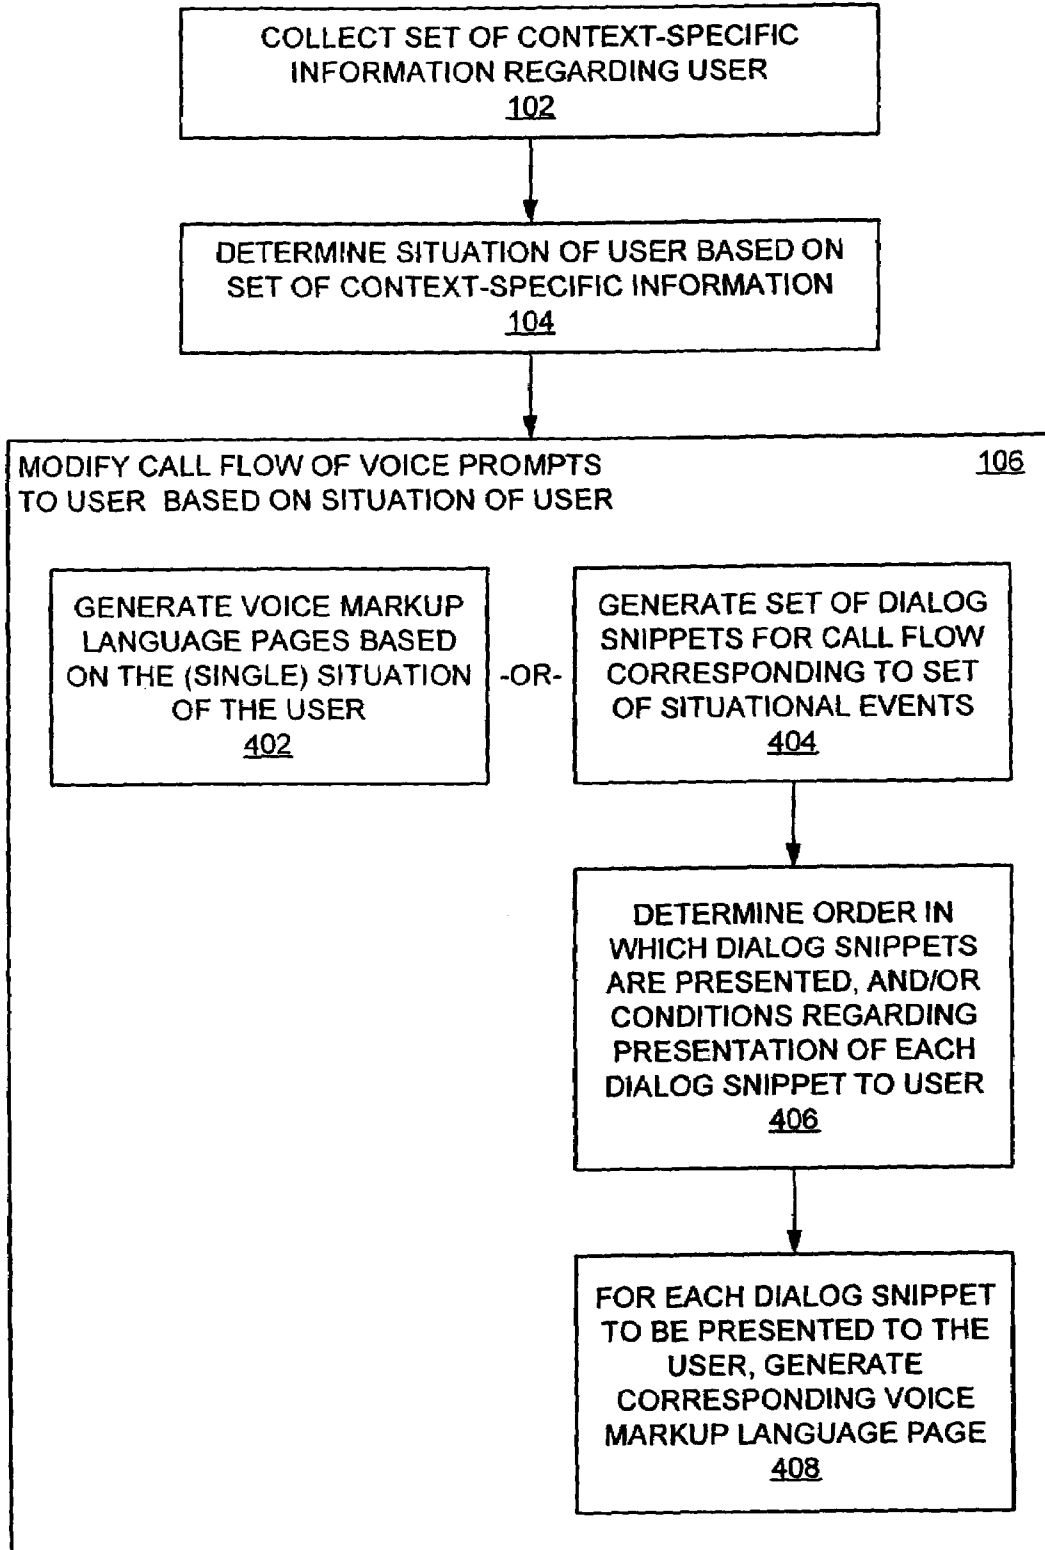 COLLECT SET OF CONTEXT-SPECIFIC
INFORMATION REGARDING USER
102
DETERMINE SITUATION OF USER BASED ON
SET OF CONTEXT-SPECIFIC INFORMATION
104
MODIFY CALL FLOW OF VOICE PROMPTS
TO USER BASED ON SITUATION OF USER
106
GENERATE VOICE MARKUP
LANGUAGE PAGES BASED
ON THE (SINGLE) SITUATION
OF THE USER
402
-OR-
GENERATE SET OF DIALOG
SNIPPETS FOR CALL FLOW
CORRESPONDING TO SET
OF SITUATIONAL EVENTS
404
DETERMINE ORDER IN
WHICH DIALOG SNIPPETS
ARE PRESENTED, AND/OR
CONDITIONS REGARDING
PRESENTATION OF EACH
DIALOG SNIPPET TO USER
406
FOR EACH DIALOG SNIPPET
TO BE PRESENTED TO THE
USER, GENERATE
CORRESPONDING VOICE
MARKUP LANGUAGE PAGE
408